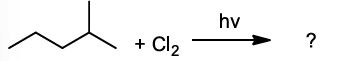 hv
+ Cl₂ ?